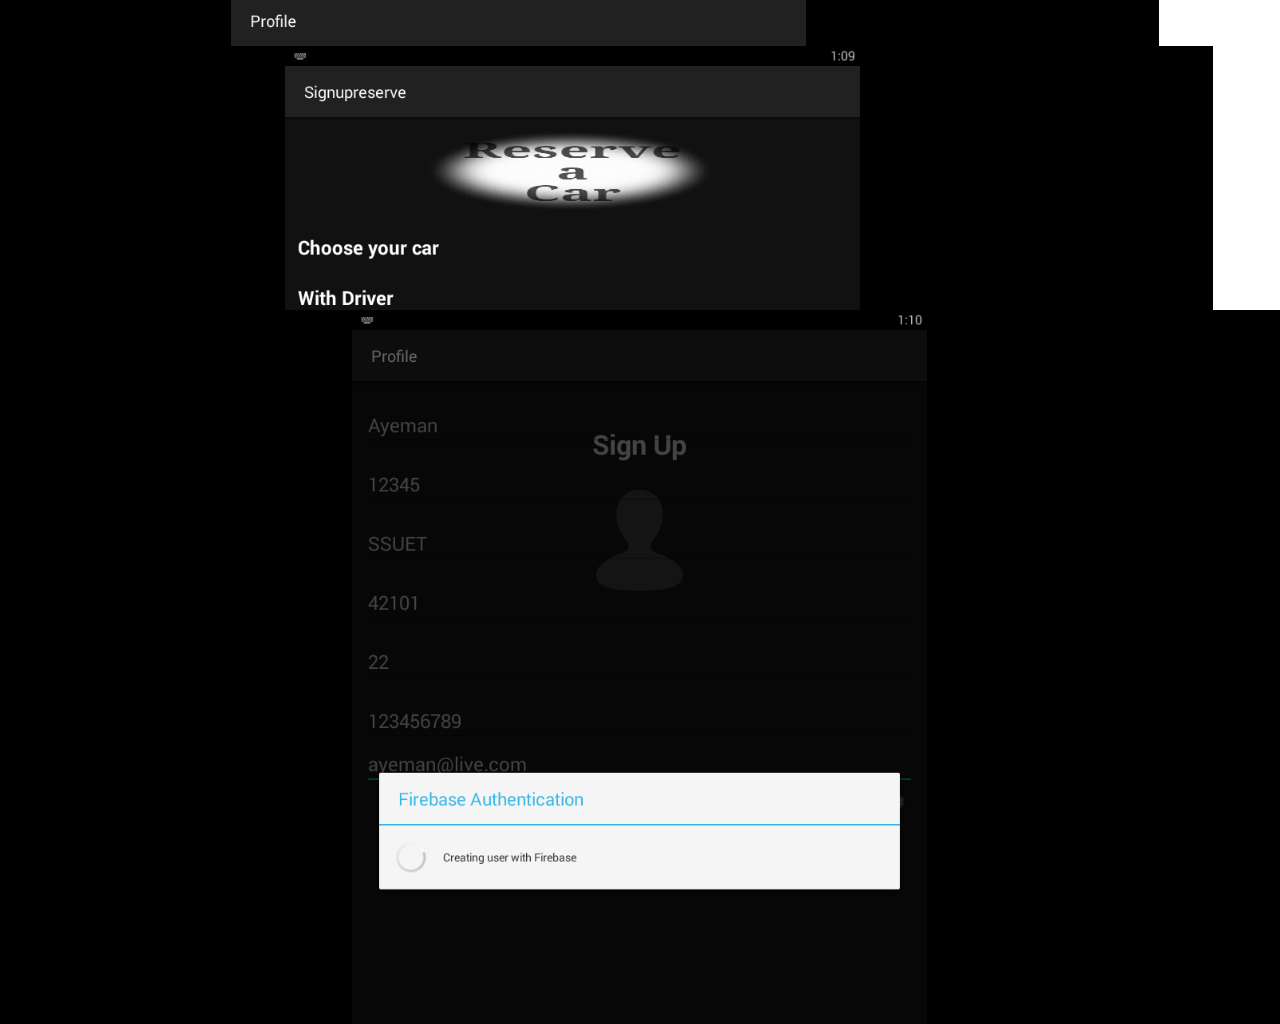 Profile
1:09
Signupreserve
Reserve
a
Car
Choose your car
With Driver
1:10
Profile
Ayeman
Sign Up
12345
SSUET
42101
22
123456789
ayeman@live.com
Firebase Authentication
Creating user with Firebase